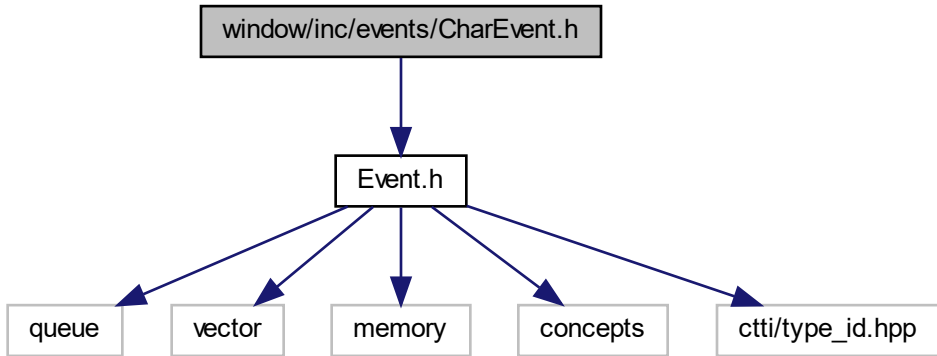 window/inc/events/CharEvent.h
Event.h
queue
vector
memory
concepts
ctti/type_id.hpp